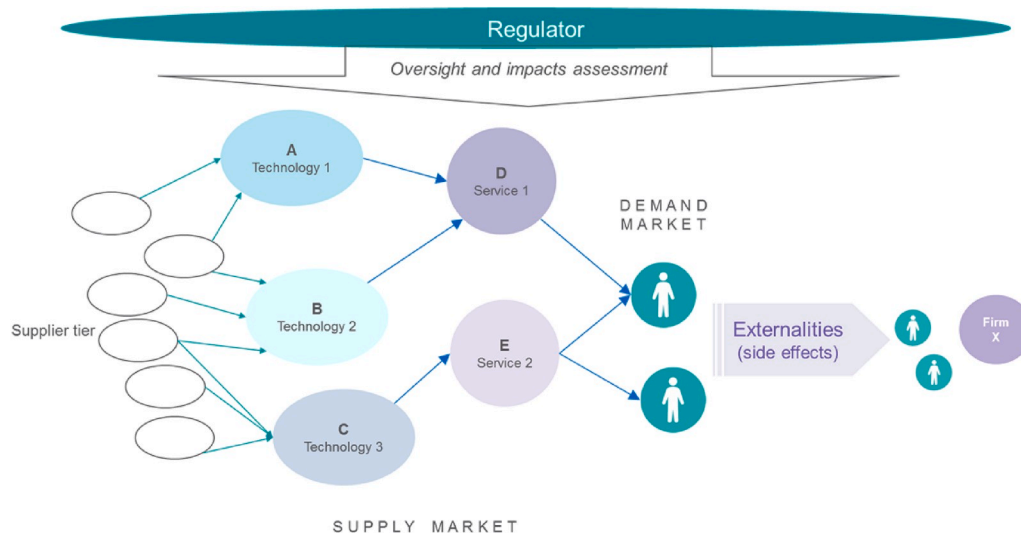 Regulator
Oversight and impacts assessment
A
Technology 1
D
Service 1
DEMAND
MARKET
B
Technology 2
Supplier tier
E
Service 2
Externalities
(side effects)
Firm
X
C
Technology 3
SUPPLY MARKET